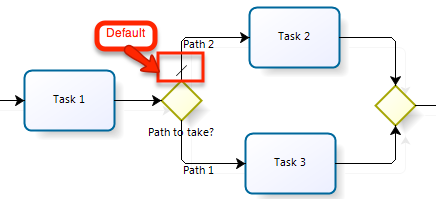 Default
Path 2
Task 2
Task 1
Path to take?
Path 1
Task 3